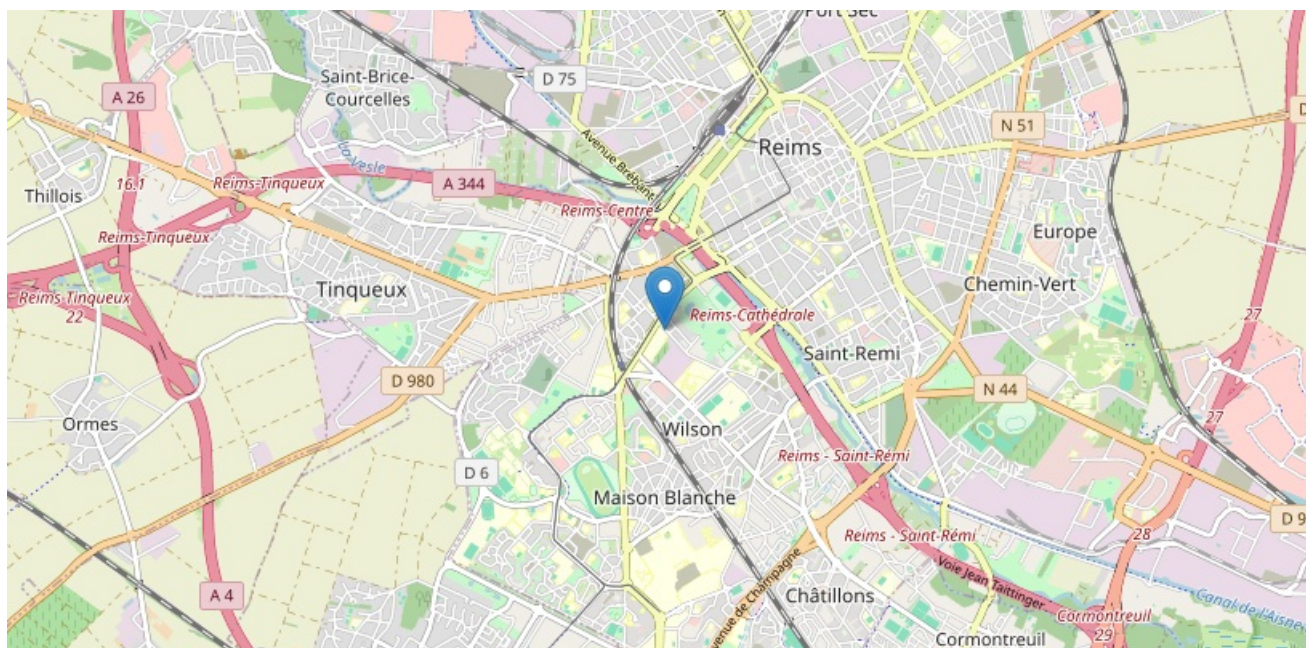 Port Sec
A 26
Saint-Brice-
Courcelles
D 75
Avenue Brébant
Reims
N 51
La Vesle
Thillois
16.1
Reims-Tinqueux
A 344
Reims-Centre
Reims-Tinqueux
Europe
Reims-Tinqueux
22
Tinqueux
Chemin-Vert
Reims-Cathédrale
27
Saint-Remi
D 980
N 44
Ormes
Wilson
27
D 6
Reims - Saint-Rémi
Maison Blanche
D 9
Reims - Saint-Rémi
28
Avenue de Champagne
Voie Jean Taittinger
A 4
Châtillons
Canal de l'Aisne
Cormontreuil
29
Cormontreuil